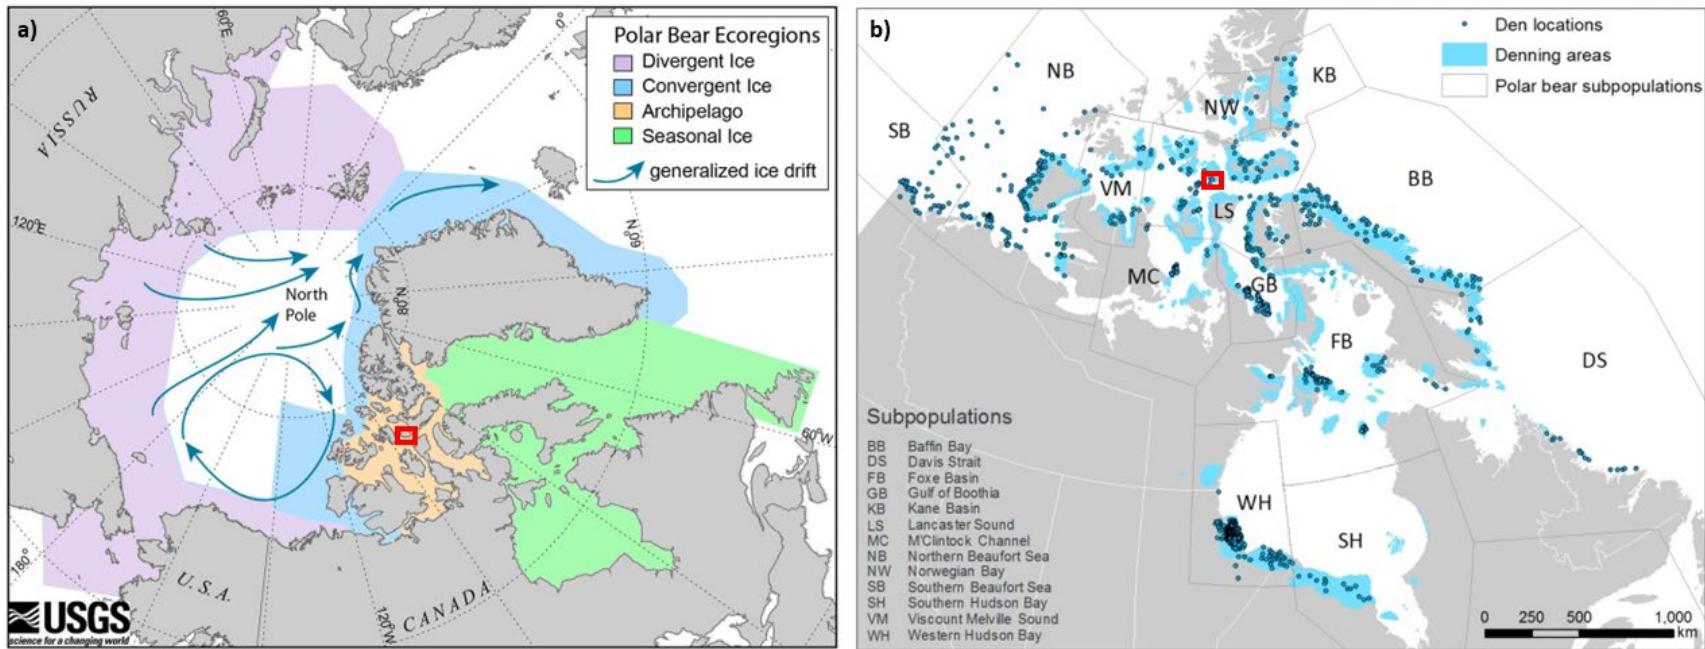 a)
60°E
0°
Polar Bear Ecoregions
Divergent Ice
Convergent Ice
Archipelago
Seasonal Ice
generalized ice drift
RUSSIA
120°E
60°N
North
Pole
80°N
60°W
180°
U.S.A.
CANADA
120°W
USGS
science for a changing world
b)
Den locations
Denning areas
Polar bear subpopulations
NB
KB
NW
SB
BB
VM
LS
MC
GB
FB
DS
WH
SH
Subpopulations
BB Baffin Bay
DS Davis Strait
FB Foxe Basin
GB Gulf of Boothia
KB Kane Basin
LS Lancaster Sound
MC M'Clintock Channel
NB Northern Beaufort Sea
NW Norwegian Bay
SB Southern Beaufort Sea
SH Southern Hudson Bay
VM Viscount Melville Sound
WH Western Hudson Bay
0 250 500 1,000
km